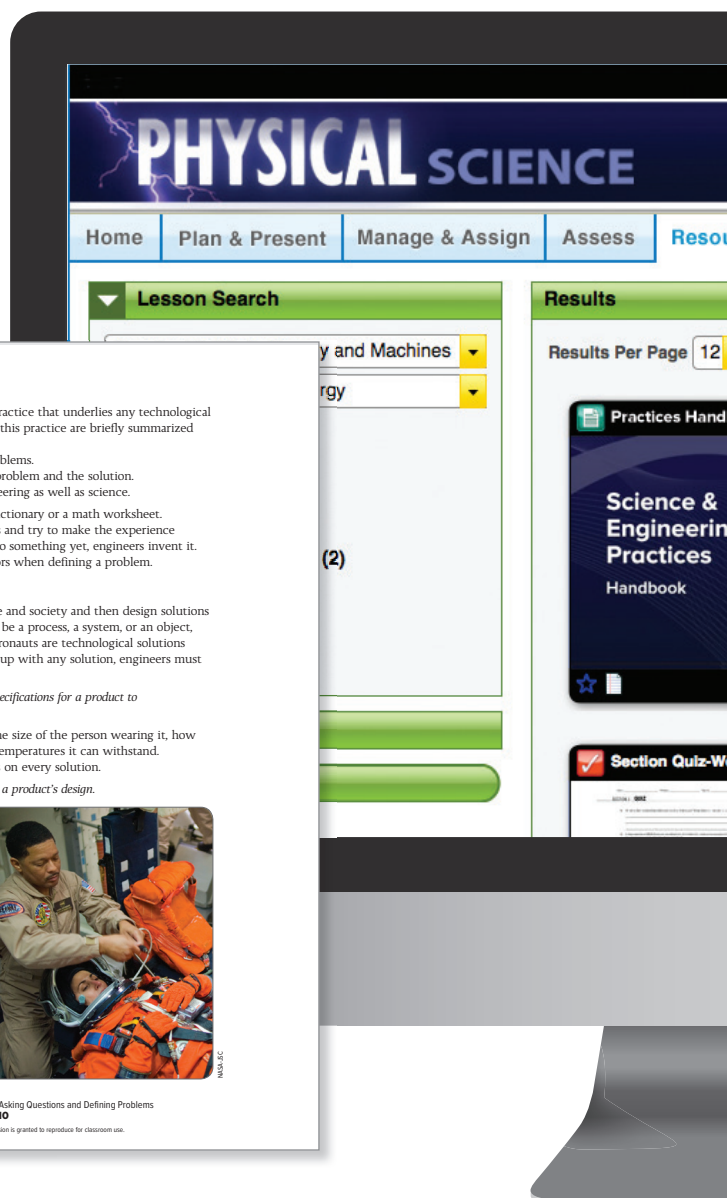 PHYSICAL SCIENCE
Home
Plan & Present
Manage & Assign
Assess
Resou
Lesson Search
y and Machines
rgy
(2)
Results
Results Per Page 12
Practices Hand
Science &
Engineerin
Practices
Handbook
Section Quiz-We
ractice that underlies any technological
this practice are briefly summarized
blems.
problem and the solution.
eering as well as science.
ctionary or a math worksheet.
s and try to make the experience
o something yet, engineers invent it.
rs when defining a problem.
e and society and then design solutions
be a process, a system, or an object,
ronauts are technological solutions
up with any solution, engineers must
ecifications for a product to
he size of the person wearing it, how
emperatures it can withstand.
s on every solution.
a product's design.
NASA-JSC
Asking Questions and Defining Problems
10
sion is granted to reproduce for classroom use.